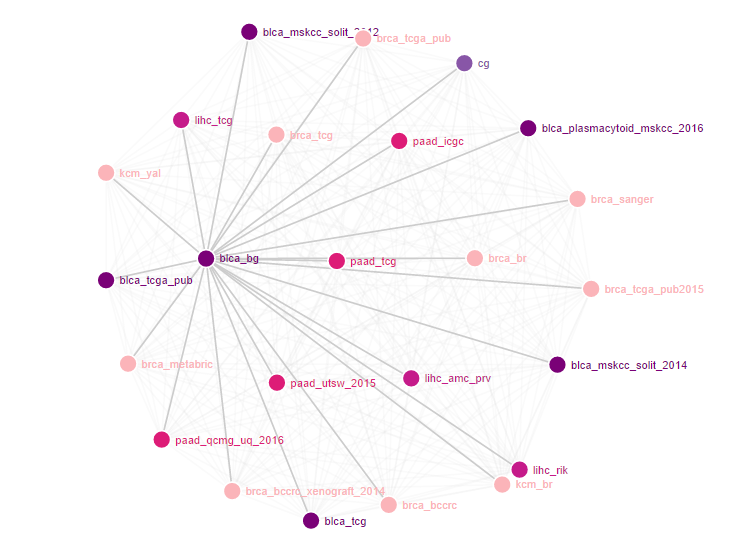 blca_mskcc_solit_2012
brca_tcga_pub
cg
lihc_tcg
blca_plasmacytoid_mskcc_2016
brca_tcg
paad_icgc
kcm_yal
brca_sanger
blca_bg
paad_tcg
brca_br
blca_tcga_pub
brca_tcga_pub2015
brca_metabric
blca_mskcc_solit_2014
paad_utsw_2015
lihc_amc_prv
paad_qcmg_uq_2016
lihc_rik
kcm_br
brca_bccrc_xenograft_2014
brca_bccrc
blca_tcg